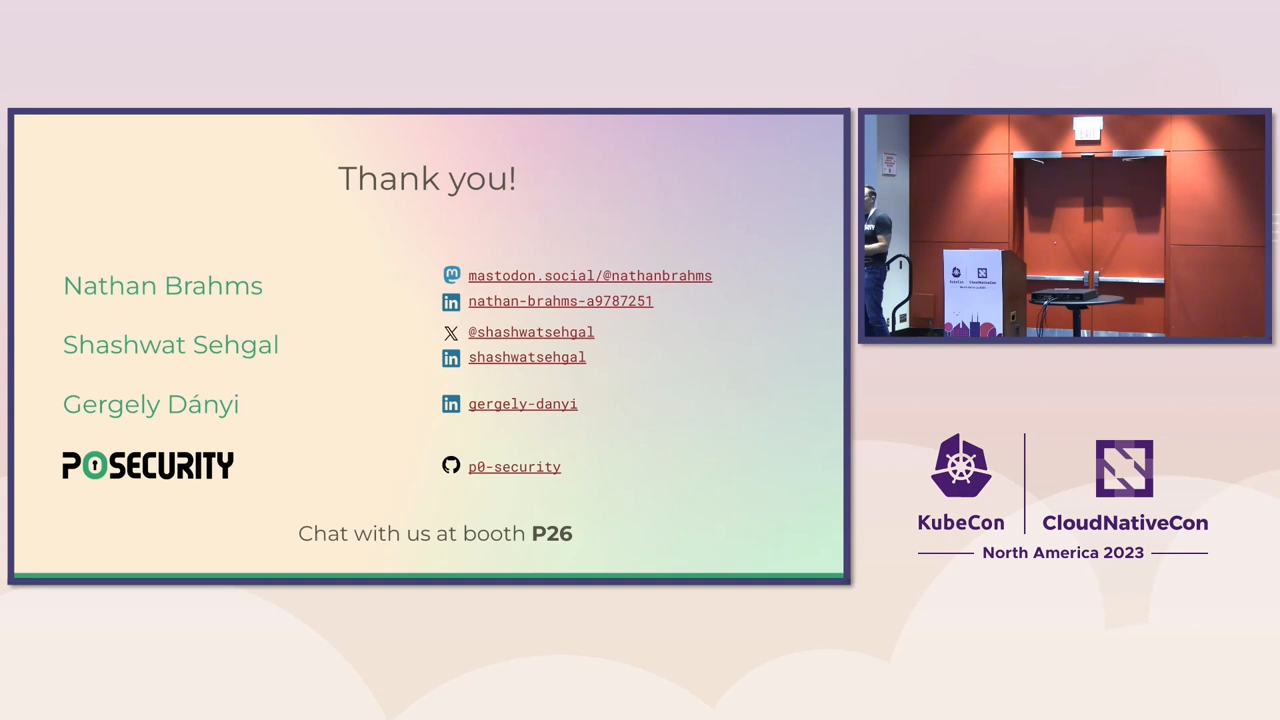 Thank you!
Nathan Brahms
mastodon.social/@nathanbrahms
nathan-brahms-a9787251
Shashwat Sehgal
@shashwatsehgal
shashwatsehgal
Gergely Dányi
gergely-danyi
P0SECURITY
p0-security
Chat with us at booth P26
EXIT
KubeCon
CloudNativeCon
North America 2023